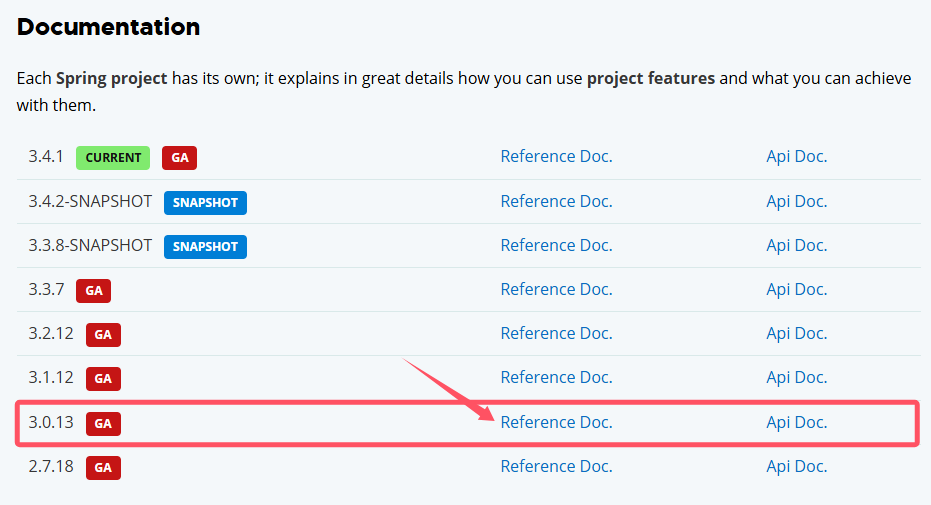 Documentation
Each Spring project has its own; it explains in great details how you can use project features and what you can achieve
with them.
3.4.1 CURRENT GA Reference Doc. Api Doc.
3.4.2-SNAPSHOT SNAPSHOT Reference Doc. Api Doc.
3.3.8-SNAPSHOT SNAPSHOT Reference Doc. Api Doc.
3.3.7 GA Reference Doc. Api Doc.
3.2.12 GA Reference Doc. Api Doc.
3.1.12 GA Reference Doc. Api Doc.
3.0.13 GA Reference Doc. Api Doc.
2.7.18 GA Reference Doc. Api Doc.